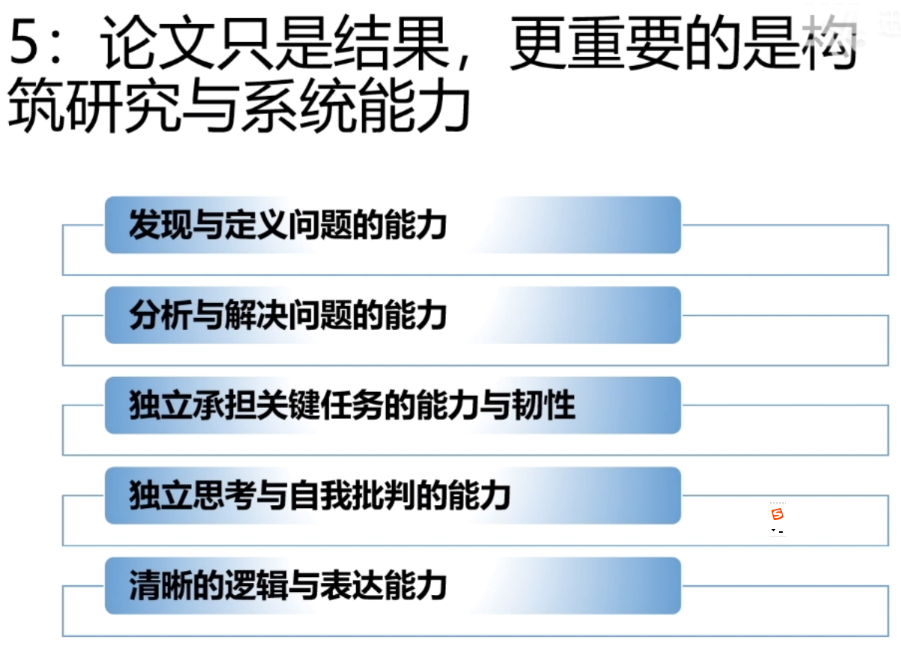 5：论文只是结果，更重要的是构
筑研究与系统能力
发现与定义问题的能力
分析与解决问题的能力
独立承担关键任务的能力与韧性
独立思考与自我批判的能力
清晰的逻辑与表达能力